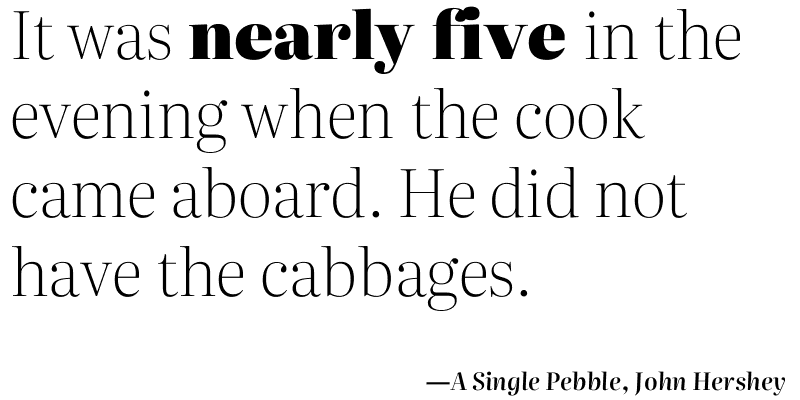 It was nearly five in the
evening when the cook
came aboard. He did not
have the cabbages.
—A Single Pebble, John Hershey